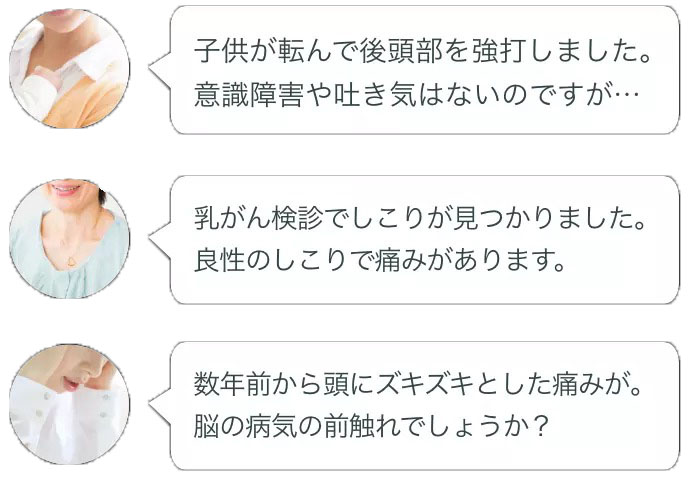 子供が転んで後頭部を強打しました。
意識障害や吐き気はないのですが…
乳がん検診でしこりが見つかりました。
良性のしこりで痛みがあります。
数年前から頭にズキズキとした痛みが。
脳の病気の前触れでしょうか？